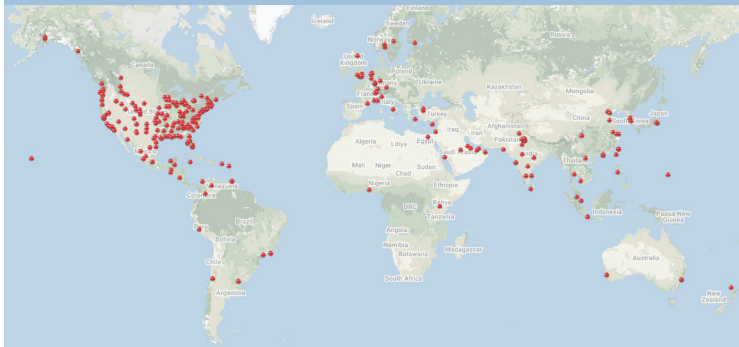 Iceland
Sweden
Finland
Norway
Russia
Canada
United
Kingdom
Poland
Ukraine
Kazakhstan
Mongolia
France
Italy
Spain
Turkey
China
South Korea
Japan
Afghanistan
Iraq
Iran
Pakistan
Algeria
Libya
Egypt
Saudi Arabia
India
Thailand
Mexico
Mali
Niger
Chad
Sudan
Nigeria
Ethiopia
Venezuela
Colombia
DRC
Kenya
Tanzania
Indonesia
Papua New
Guinea
Brazil
Peru
Bolivia
Angola
Namibia
Botswana
Madagascar
Chile
South Africa
Australia
Argentina
New
Zealand